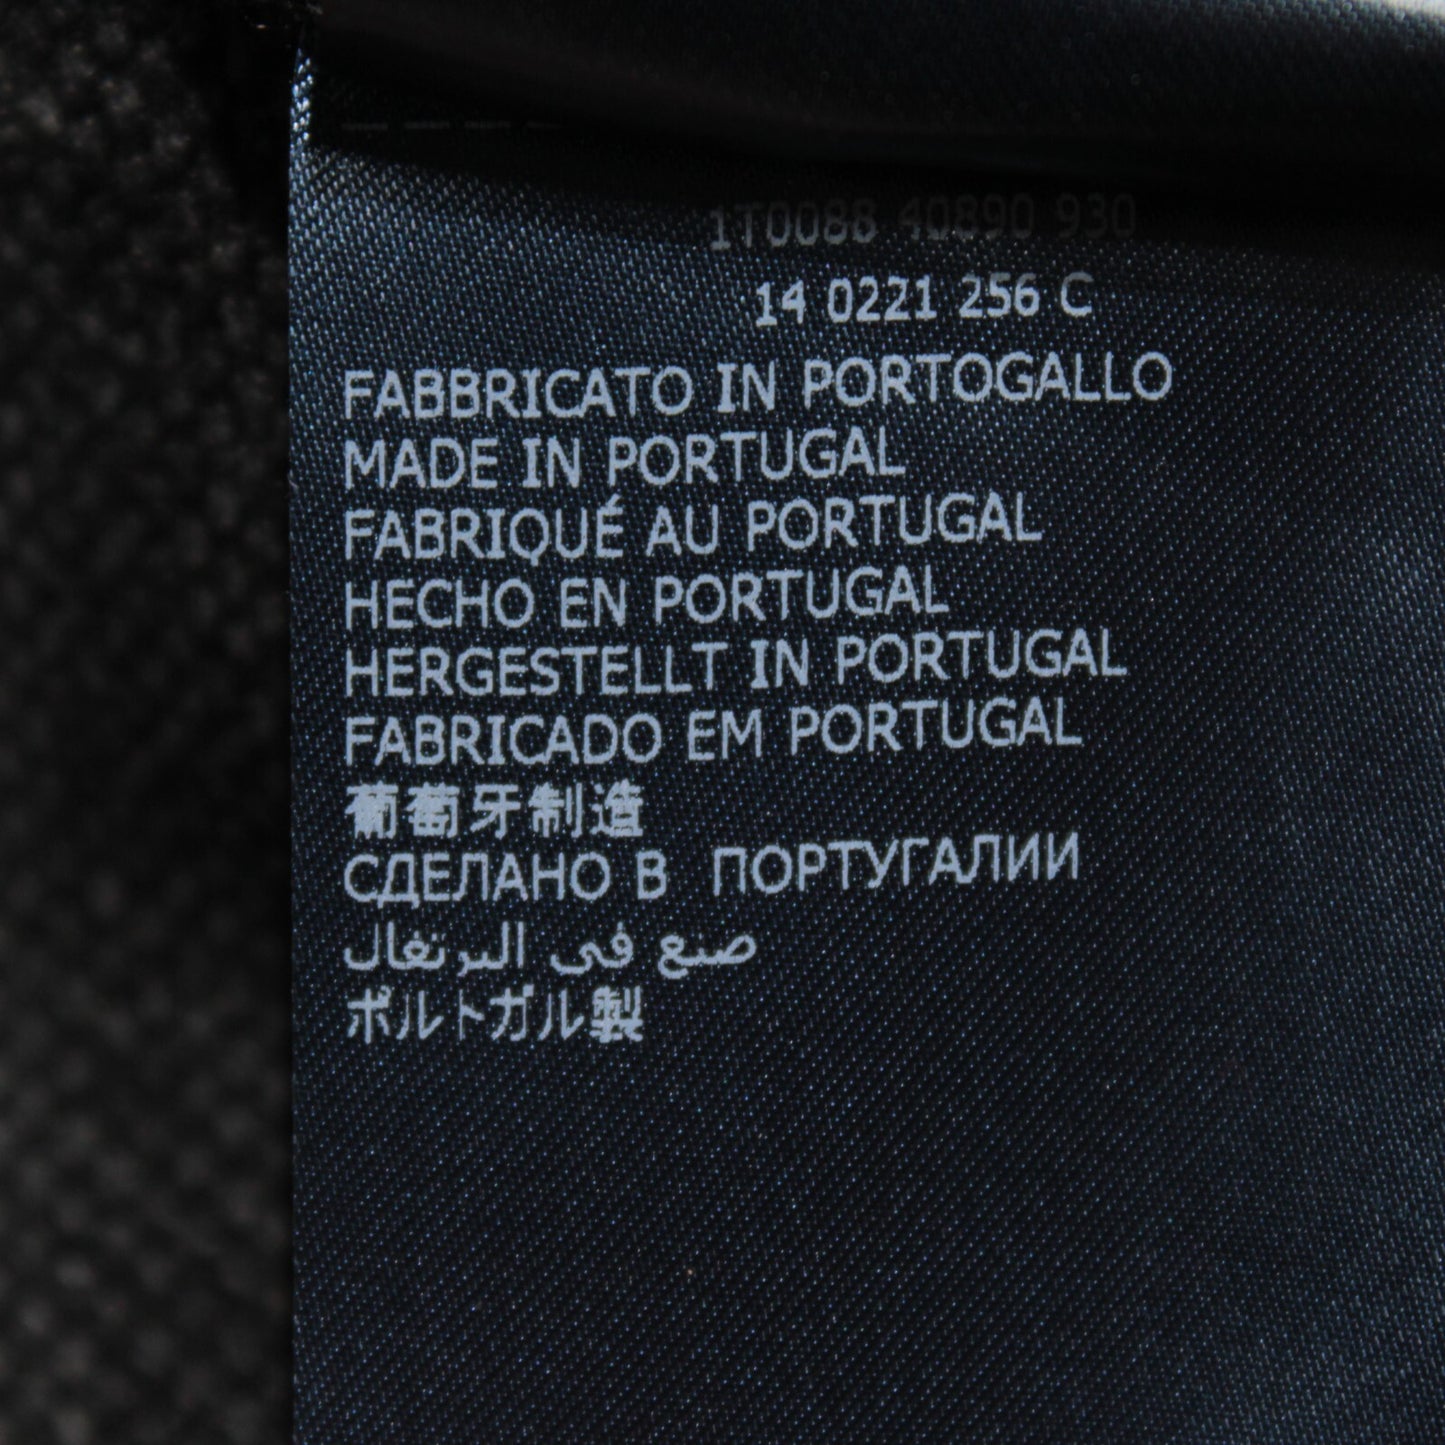 1T0088 40890 930
14 0221 256 C
FABBRICATO IN PORTOGALLO
MADE IN PORTUGAL
FABRIQUÉ AU PORTUGAL
HECHO EN PORTUGAL
HERGESTELLT IN PORTUGAL
FABRICADO EM PORTUGAL
葡萄牙制造
СДЕЛАНО В ПОРТУГАЛИИ
صنع في البرتغال
ポルトガル製